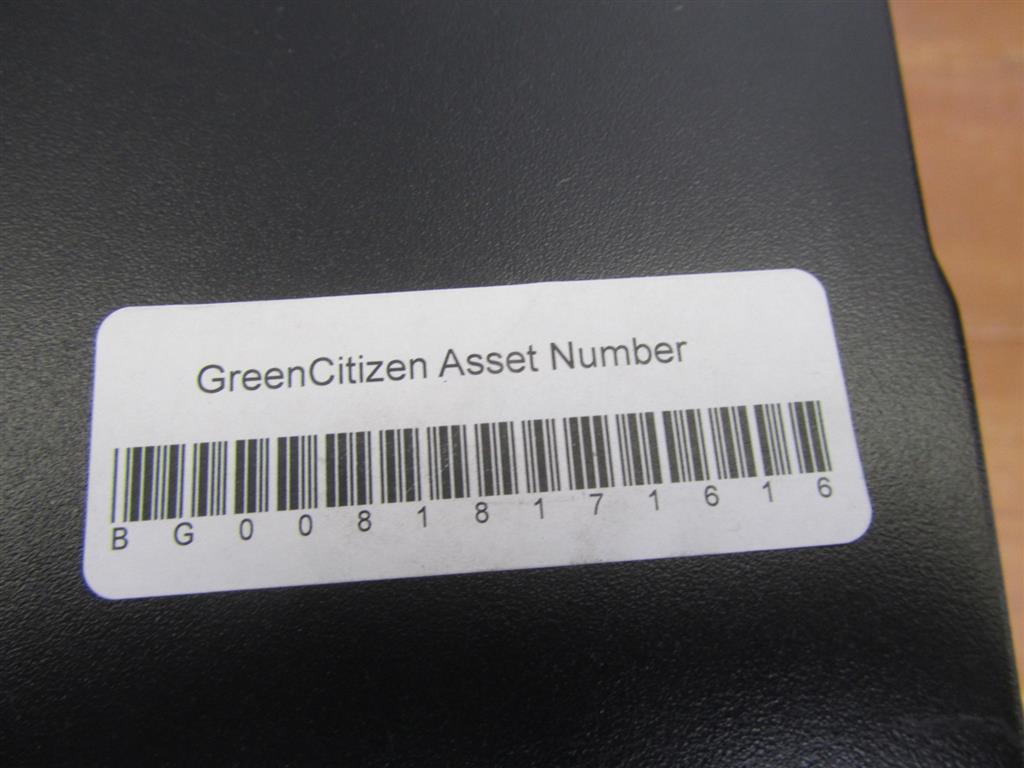 GreenCitizen Asset Number
B G 0 0 8 1 8 1 7 1 6 1 6